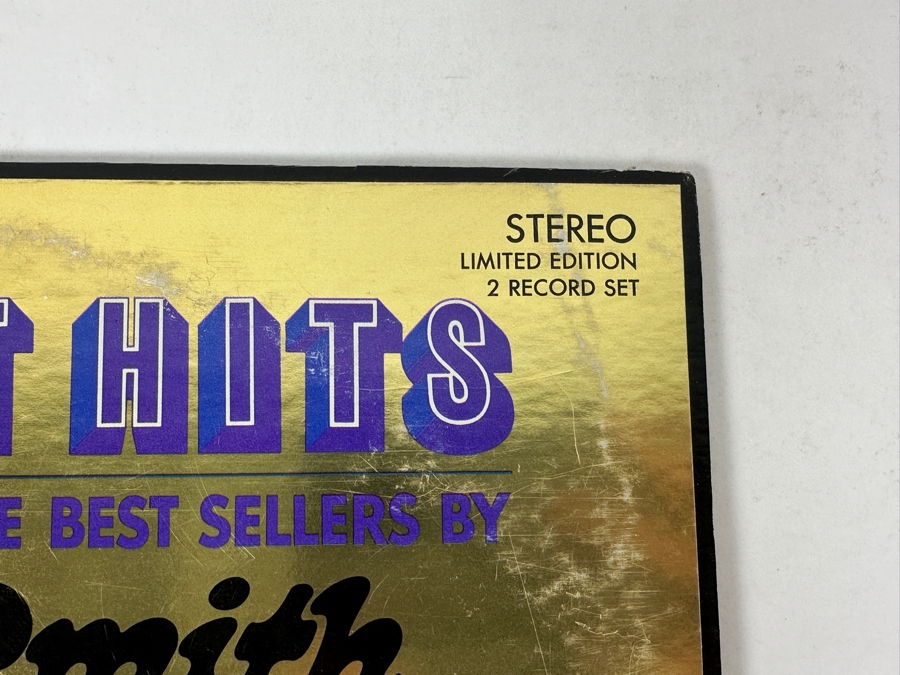 STEREO
LIMITED EDITION
2 RECORD SET
T HITS
E BEST SELLERS BY
Smith